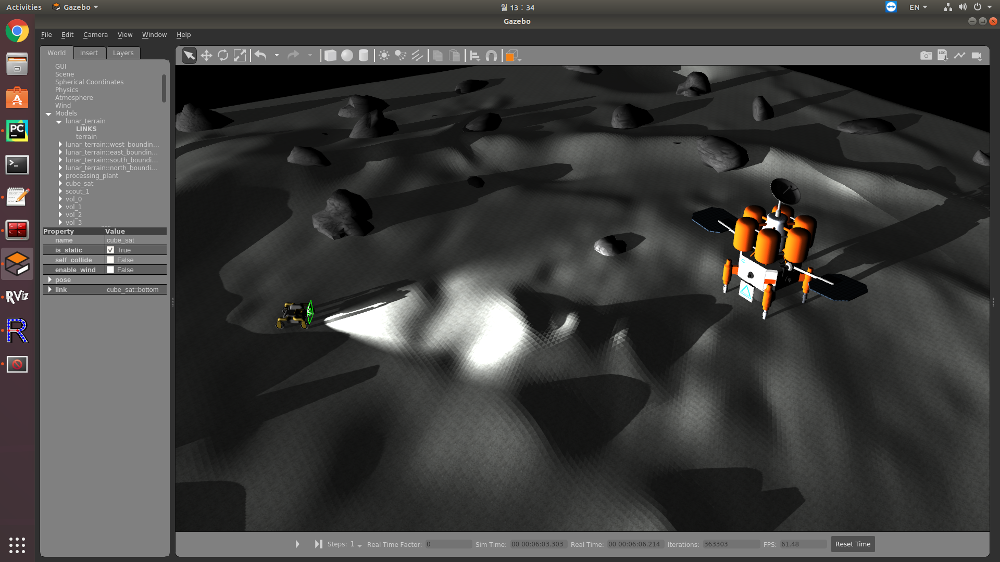 Activities Gazebo 월 13 : 34 EN
Gazebo
File Edit Camera View Window Help
World Insert Layers
LOG
GUI
Scene
Spherical Coordinates
Physics
Atmosphere
Wind
Models
lunar_terrain
LINKS
terrain
lunar_terrain::west_boundin...
lunar_terrain::east_boundin...
lunar_terrain::south_boundi...
lunar_terrain::north_boundi...
processing_plant
cube_sat
scout_1
vol_0
vol_1
vol_2
vol_3
Property Value
name cube_sat
is_static True
self_collide False
enable_wind False
pose
link cube_sat::bottom
PC
RViz
R
Steps: 1 Real Time Factor: 0 Sim Time: 00 00:06:03.303 Real Time: 00 00:06:06.214 Iterations: 363303 FPS: 61.48 Reset Time